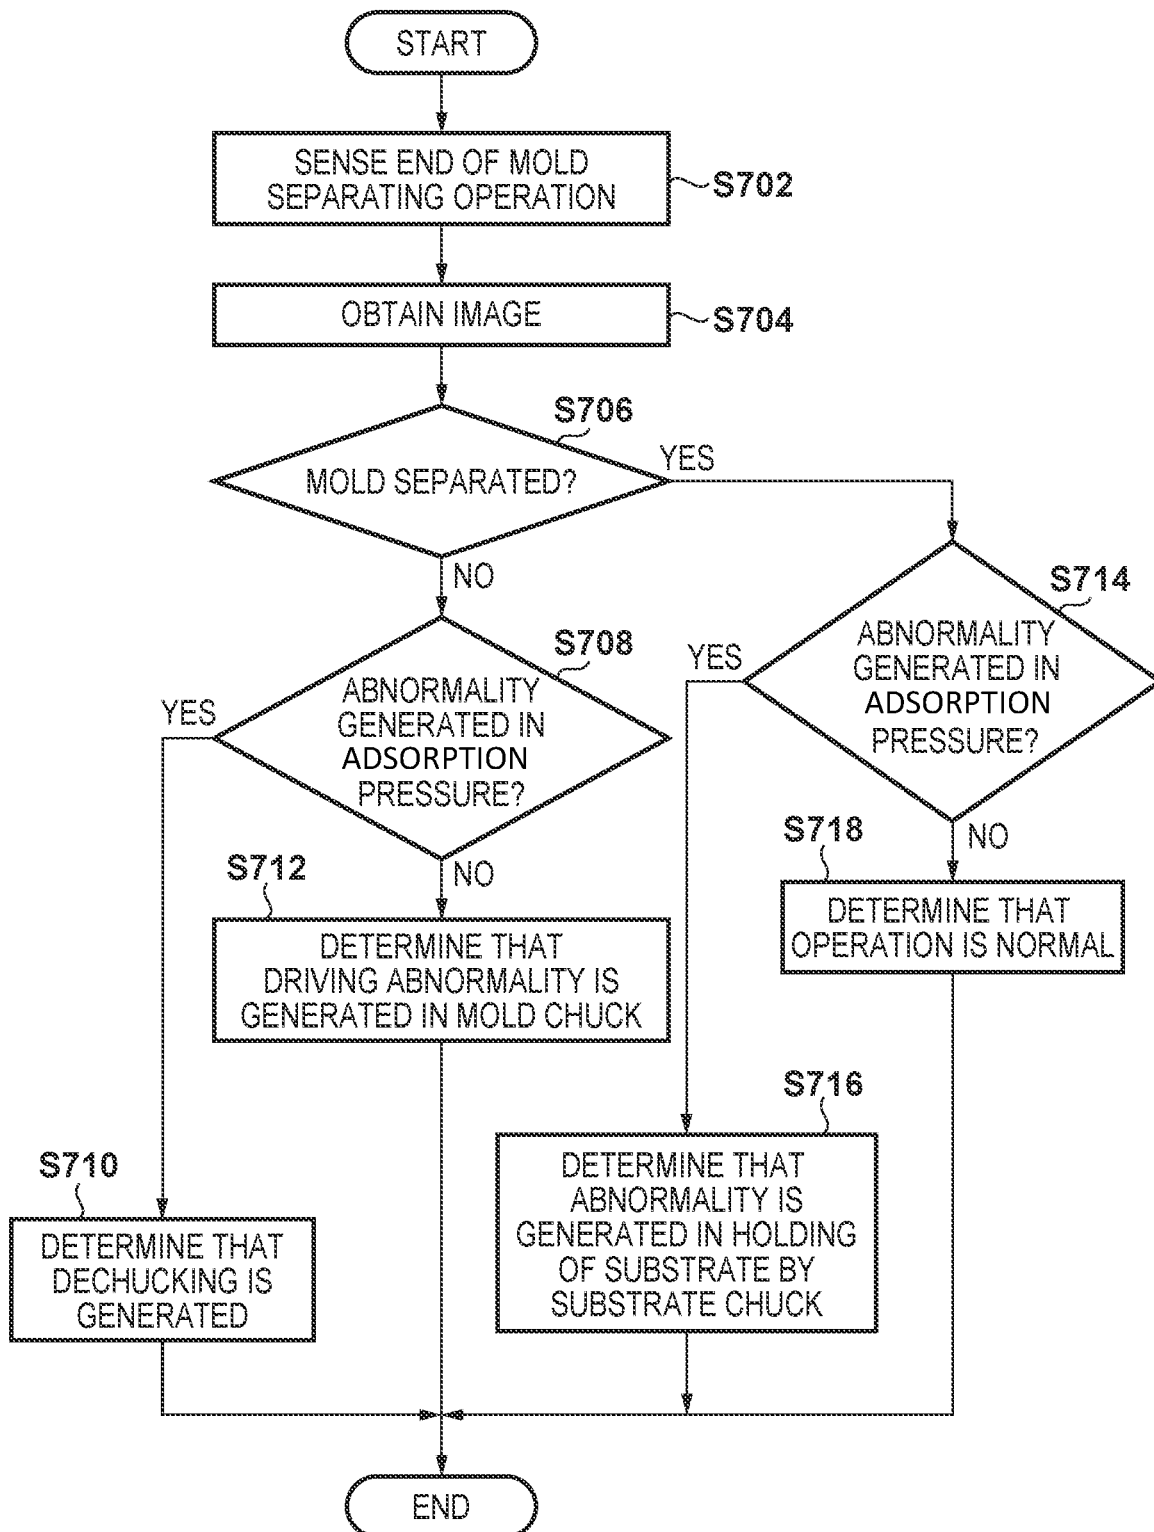 START
SENSE END OF MOLD
SEPARATING OPERATION
S702
OBTAIN IMAGE
S704
S706
MOLD SEPARATED?
YES
NO
S708
ABNORMALITY
GENERATED IN
ADSORPTION
PRESSURE?
YES
NO
S714
ABNORMALITY
GENERATED IN
ADSORPTION
PRESSURE?
YES
NO
S712
DETERMINE THAT
DRIVING ABNORMALITY IS
GENERATED IN MOLD CHUCK
S718
DETERMINE THAT
OPERATION IS NORMAL
S710
DETERMINE THAT
DECHUCKING IS
GENERATED
S716
DETERMINE THAT
ABNORMALITY IS
GENERATED IN HOLDING
OF SUBSTRATE BY
SUBSTRATE CHUCK
END